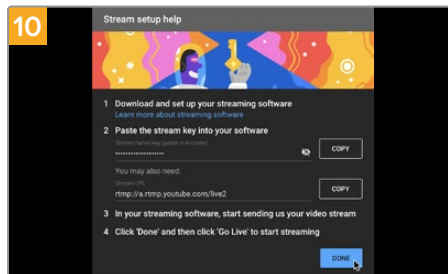 10
Stream setup help
1 Download and set up your streaming software
Learn more about streaming software
2 Paste the stream key into your software
Stream name/key (paste in encoder)
••••••••••••••••••••
COPY
You may also need:
Stream URL
rtmp://a.rtmp.youtube.com/live2
COPY
3 In your streaming software, start sending us your video stream
4 Click 'Done' and then click 'Go Live' to start streaming
DONE